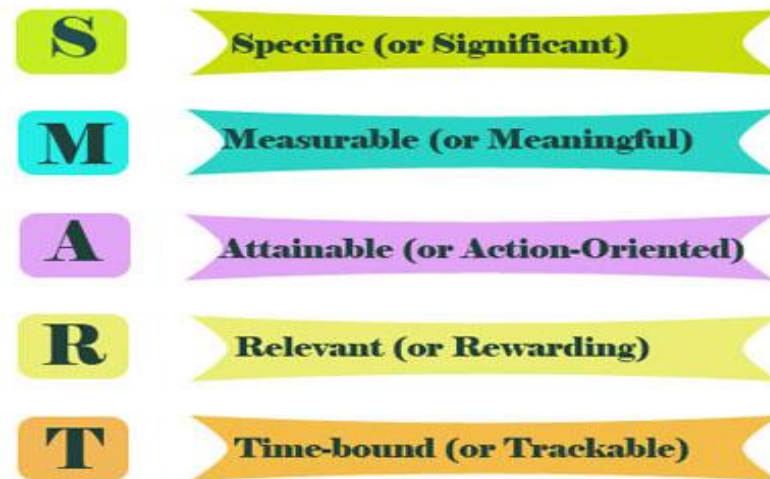 S Specific (or Significant)
M Measurable (or Meaningful)
A Attainable (or Action-Oriented)
R Relevant (or Rewarding)
T Time-bound (or Trackable)